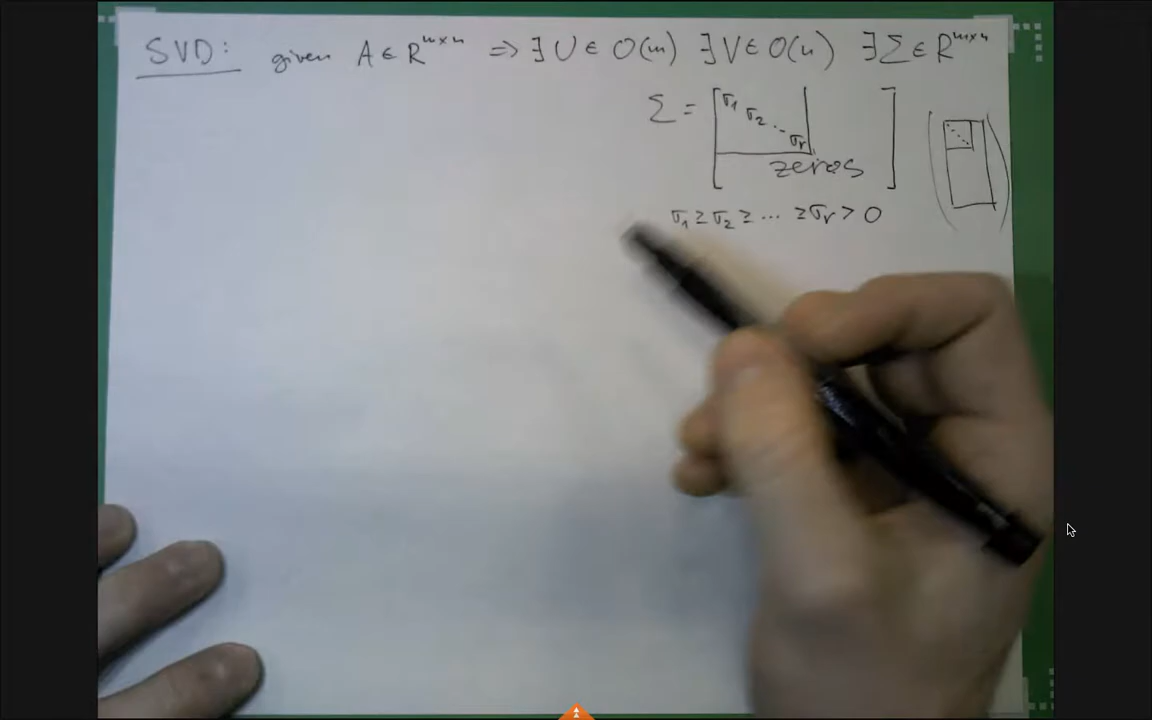 SVD: given A ∈ R^{m×n} ⇒ ∃ U ∈ O(m) ∃ V ∈ O(n) ∃ Σ ∈ R^{m×n}
Σ = [σ1 σ2 ⋱ σr zeros]
σ1 ≥ σ2 ≥ ... ≥ σr > 0